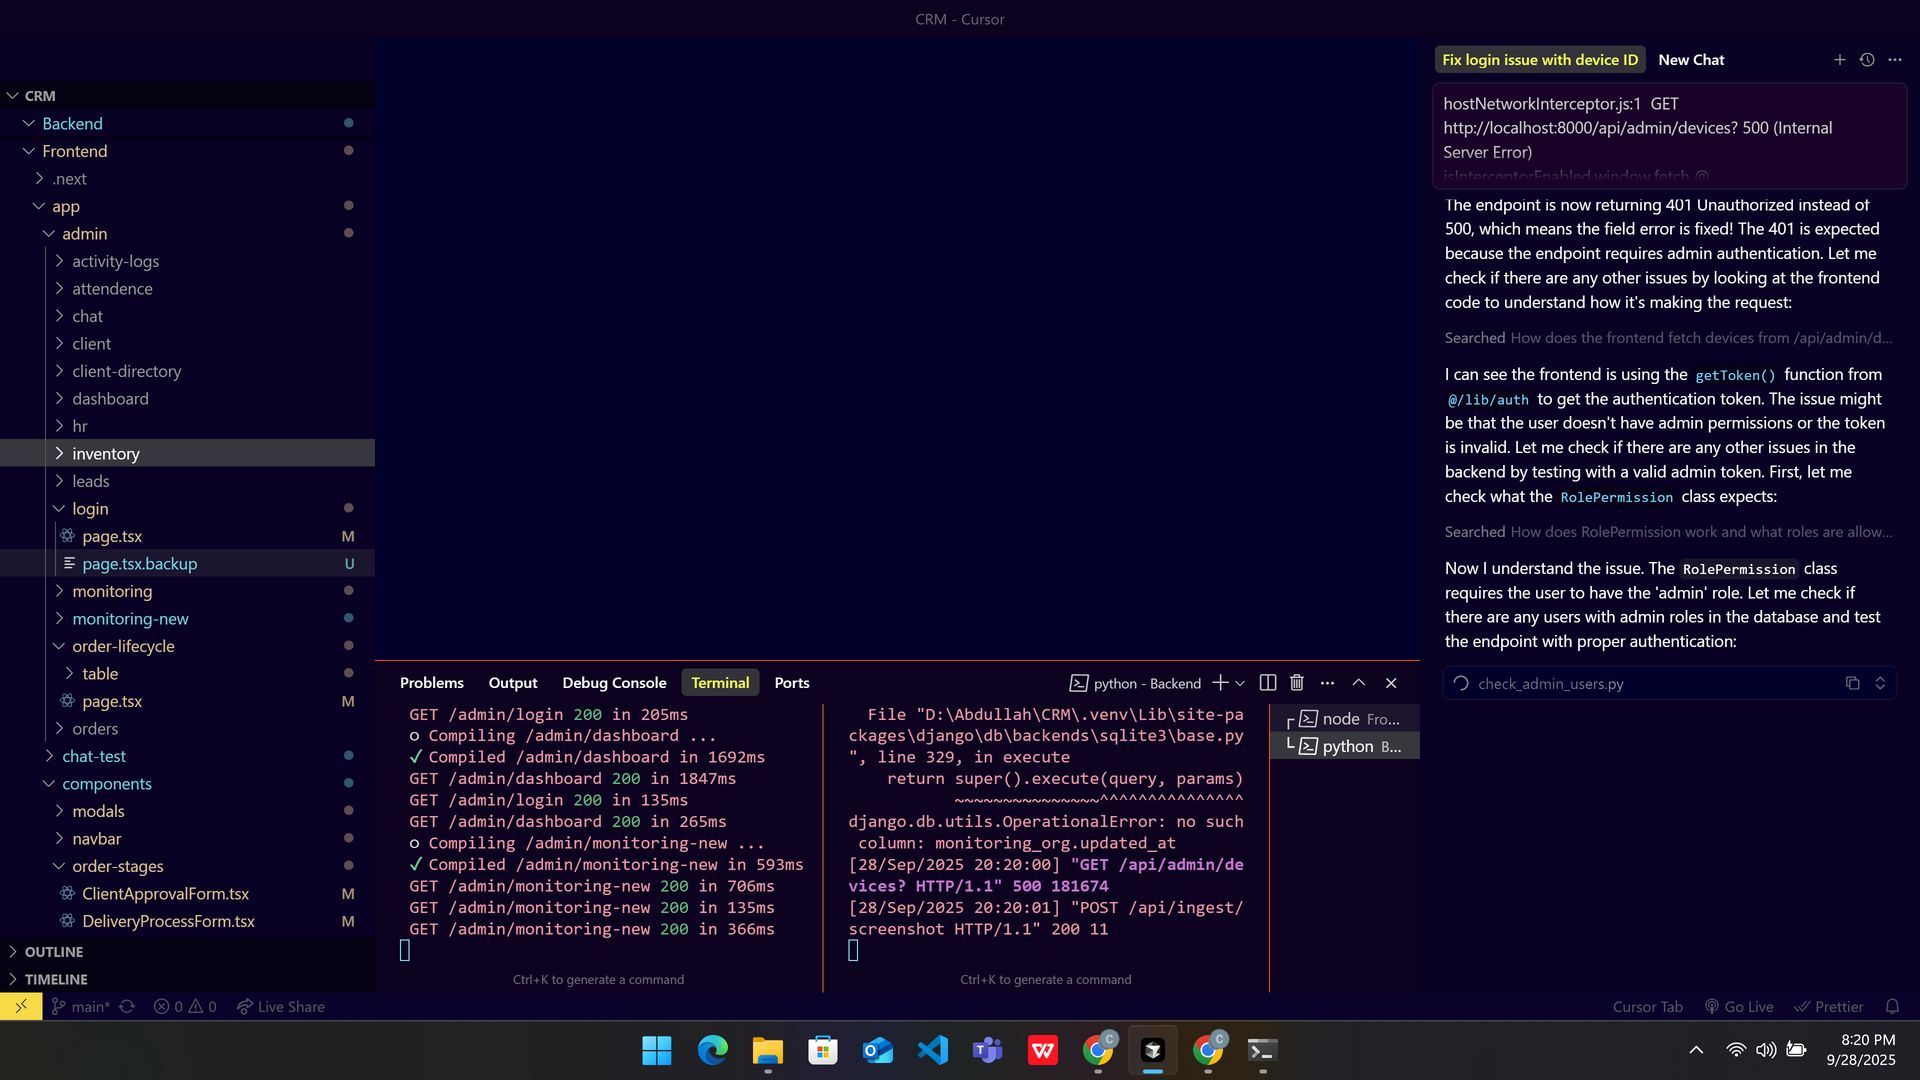 CRM - Cursor
CRM
Backend
Frontend
.next
app
admin
activity-logs
attendence
chat
client
client-directory
dashboard
hr
inventory
leads
login
page.tsx M
page.tsx.backup U
monitoring
monitoring-new
order-lifecycle
table
page.tsx M
orders
chat-test
components
modals
navbar
order-stages
ClientApprovalForm.tsx M
DeliveryProcessForm.tsx M
OUTLINE
TIMELINE
Problems Output Debug Console Terminal Ports
python - Backend
GET /admin/login 200 in 205ms
○ Compiling /admin/dashboard ...
✓ Compiled /admin/dashboard in 1692ms
GET /admin/dashboard 200 in 1847ms
GET /admin/login 200 in 135ms
GET /admin/dashboard 200 in 265ms
○ Compiling /admin/monitoring-new ...
✓ Compiled /admin/monitoring-new in 593ms
GET /admin/monitoring-new 200 in 706ms
GET /admin/monitoring-new 200 in 135ms
GET /admin/monitoring-new 200 in 366ms
Ctrl+K to generate a command
File "D:\Abdullah\CRM\.venv\Lib\site-pa
ckages\django\db\backends\sqlite3\base.py
", line 329, in execute
return super().execute(query, params)
~~~~~~~~~~~~~~~^^^^^^^^^^^^^^^
django.db.utils.OperationalError: no such
column: monitoring_org.updated_at
[28/Sep/2025 20:20:00] "GET /api/admin/de
vices? HTTP/1.1" 500 181674
[28/Sep/2025 20:20:01] "POST /api/ingest/
screenshot HTTP/1.1" 200 11
Ctrl+K to generate a command
node Fro...
python B...
Fix login issue with device ID New Chat
hostNetworkInterceptor.js:1 GET
http://localhost:8000/api/admin/devices? 500 (Internal
Server Error)
isInterceptorEnabled.window.fetch @
The endpoint is now returning 401 Unauthorized instead of
500, which means the field error is fixed! The 401 is expected
because the endpoint requires admin authentication. Let me
check if there are any other issues by looking at the frontend
code to understand how it's making the request:
Searched How does the frontend fetch devices from /api/admin/d...
I can see the frontend is using the getToken() function from
@/lib/auth to get the authentication token. The issue might
be that the user doesn't have admin permissions or the token
is invalid. Let me check if there are any other issues in the
backend by testing with a valid admin token. First, let me
check what the RolePermission class expects:
Searched How does RolePermission work and what roles are allow...
Now I understand the issue. The RolePermission class
requires the user to have the 'admin' role. Let me check if
there are any users with admin roles in the database and test
the endpoint with proper authentication:
check_admin_users.py
main* 0 0 Live Share
Cursor Tab Go Live Prettier
8:20 PM
9/28/2025